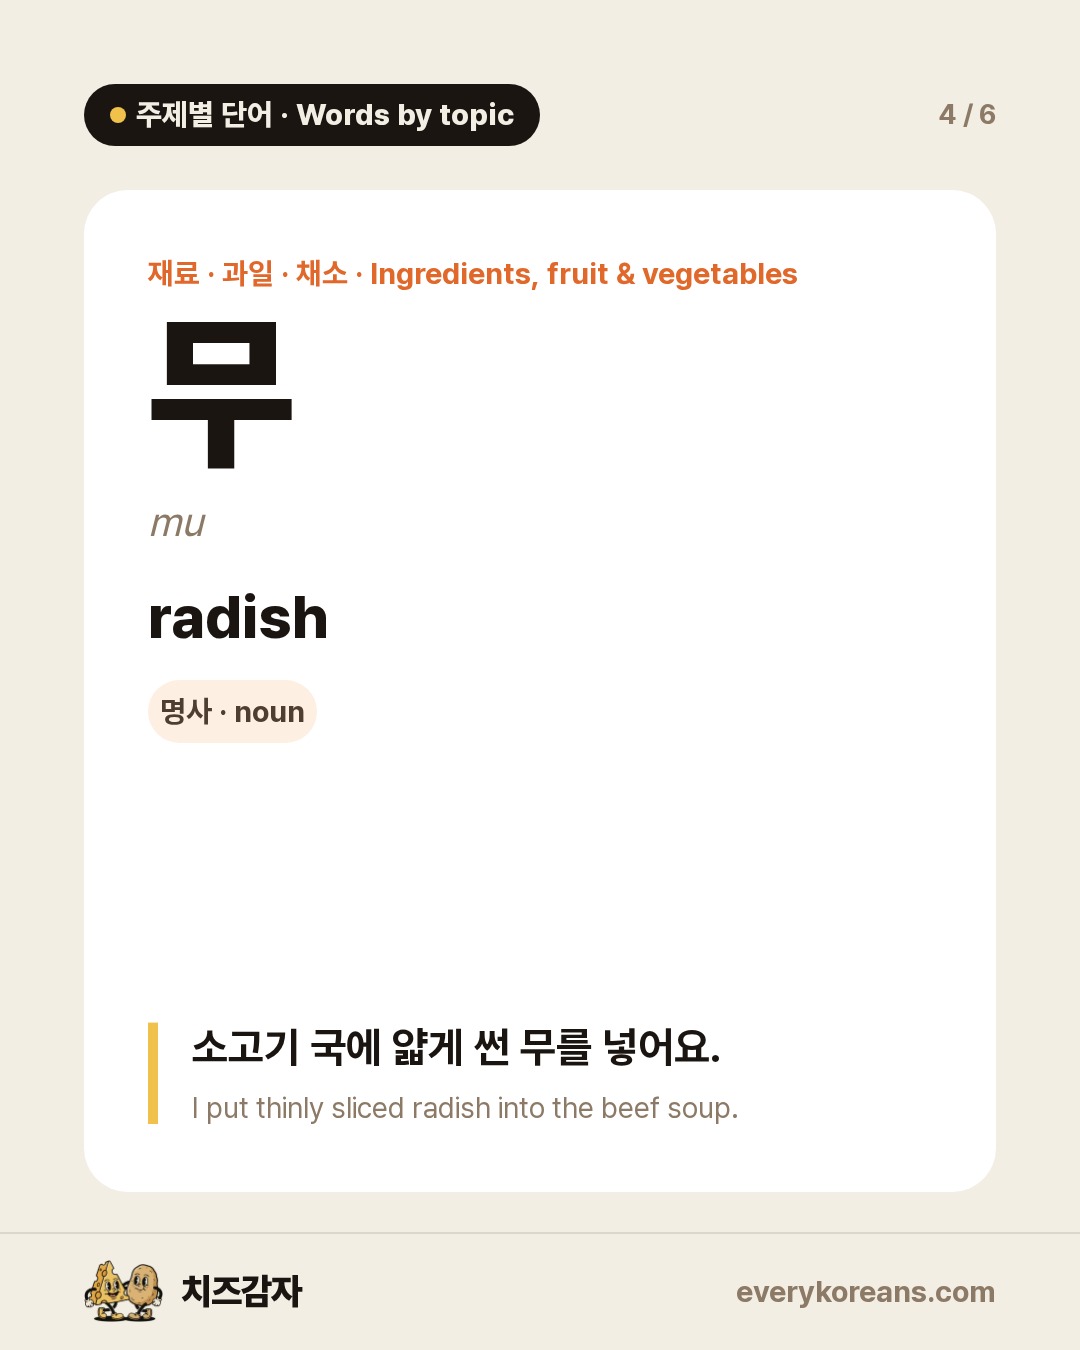 주제별 단어 · Words by topic
4 / 6
재료 · 과일 · 채소 · Ingredients, fruit & vegetables
무
mu
radish
명사 · noun
소고기 국에 얇게 썬 무를 넣어요.
I put thinly sliced radish into the beef soup.
치즈감자
everykoreans.com